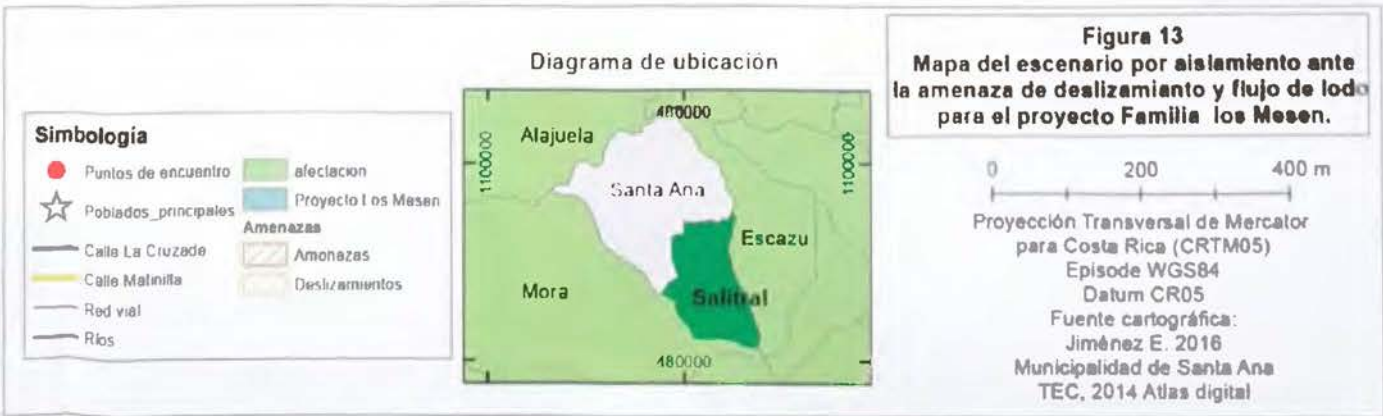 Simbología
Puntos de encuentro
Poblados_principales
Calle La Cruzade
Calle Matinilla
Red vial
Ríos
afectacion
Proyecto Los Mesen
Amenazas
Amonazas
Deslizamientos
Diagrama de ubicación
480000
Alajuela
1100000
1100000
Santa Ana
Escazu
Mora
Salitral
480000
Figura 13
Mapa del escenario por aislamiento ante
la amenaza de deslizamianto y flujo de lodo
para el proyecto Familia los Mesen.
0 200 400 m
Proyección Transversal de Mercator
para Costa Rica (CRTM05)
Episode WGS84
Datum CR05
Fuente cartográfica:
Jiménez E. 2016
Municipalidad de Santa Ana
TEC, 2014 Atlas digital